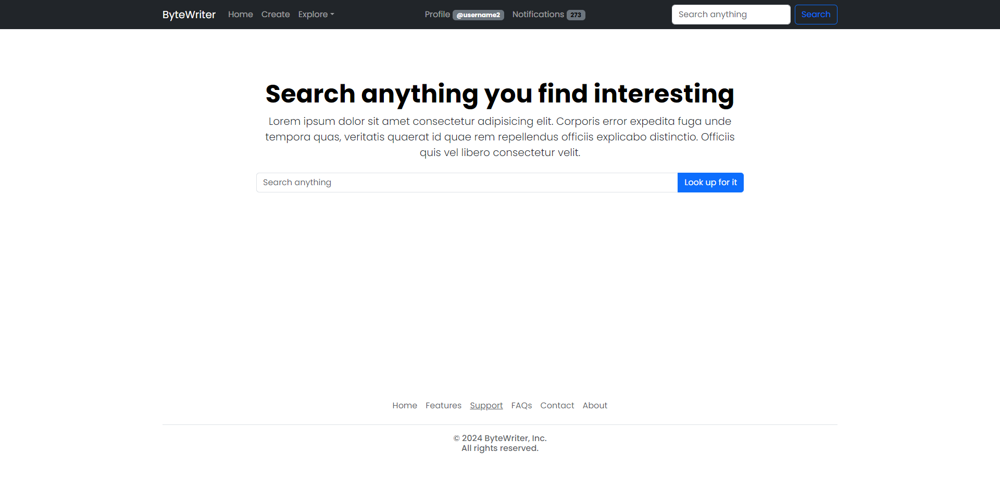 ByteWriter Home Create Explore Profile @username2 Notifications 273 Search anything Search
Search anything you find interesting
Lorem ipsum dolor sit amet consectetur adipisicing elit. Corporis error expedita fuga unde
tempora quas, veritatis quaerat id quae rem repellendus officiis explicabo distinctio. Officiis
quis vel libero consectetur velit.
Search anything Look up for it
Home Features Support FAQs Contact About
© 2024 ByteWriter, Inc.
All rights reserved.